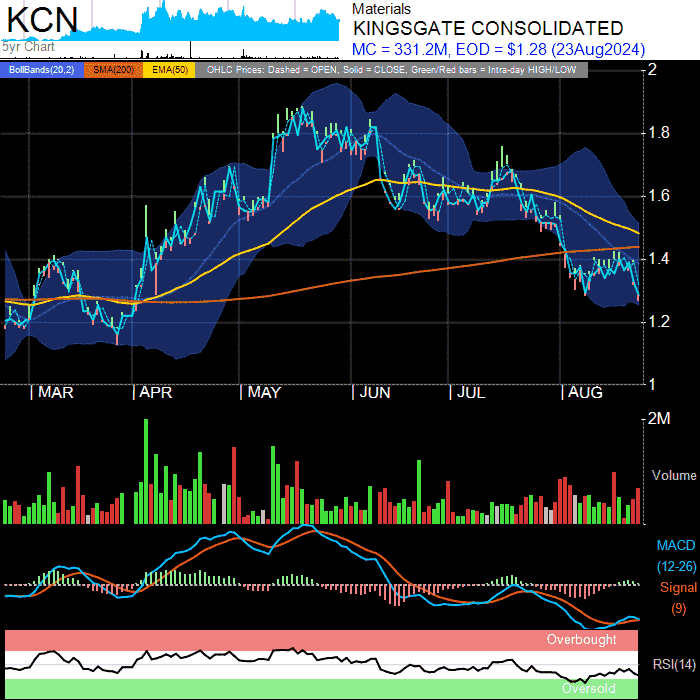 KCN
5yr Chart
Materials
KINGSGATE CONSOLIDATED
MC = 331.2M, EOD = $1.28 (23Aug2024)
BollBands(20,2) SMA(200) EMA(50) OHLC Prices: Dashed = OPEN, Solid = CLOSE, Green/Red bars = Intra-day HIGH/LOW
2
1.8
1.6
1.4
1.2
1
| MAR | APR | MAY | JUN | JUL | AUG
2M
Volume
MACD
(12-26)
Signal
(9)
Overbought
RSI(14)
Oversold